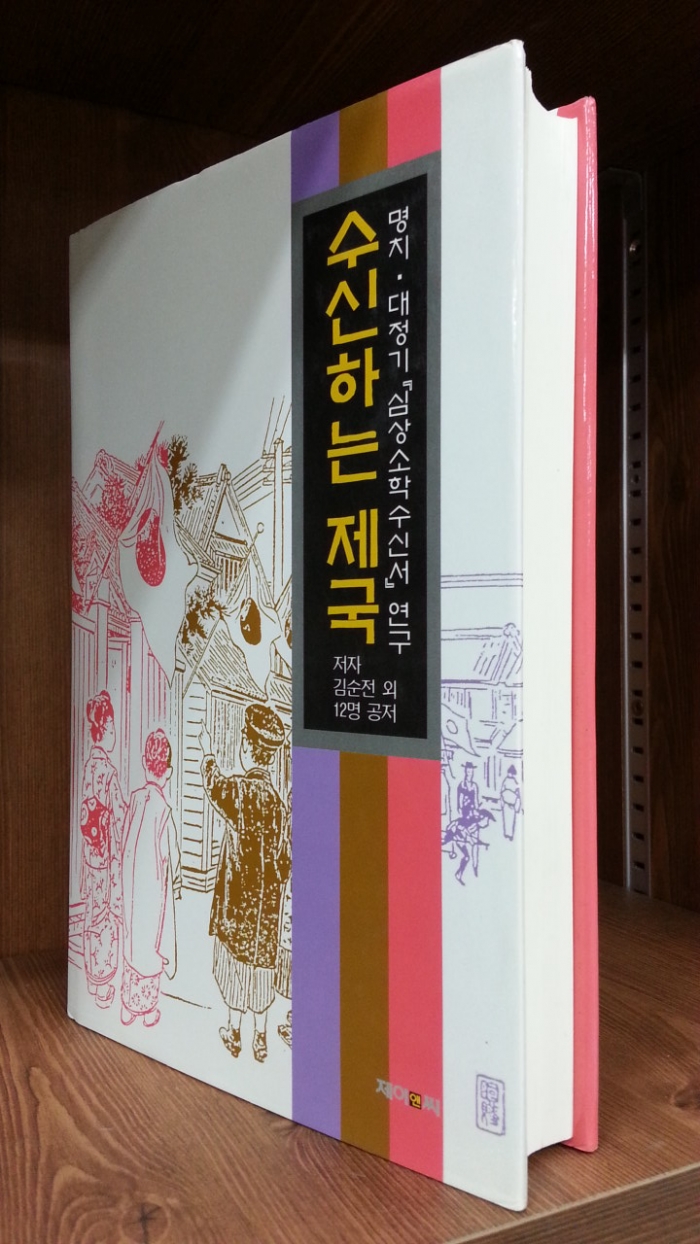 수신하는 제국
명치·대정기 『심상소학수신서』 연구
저자
김순전 외
12명 공저
제이앤씨